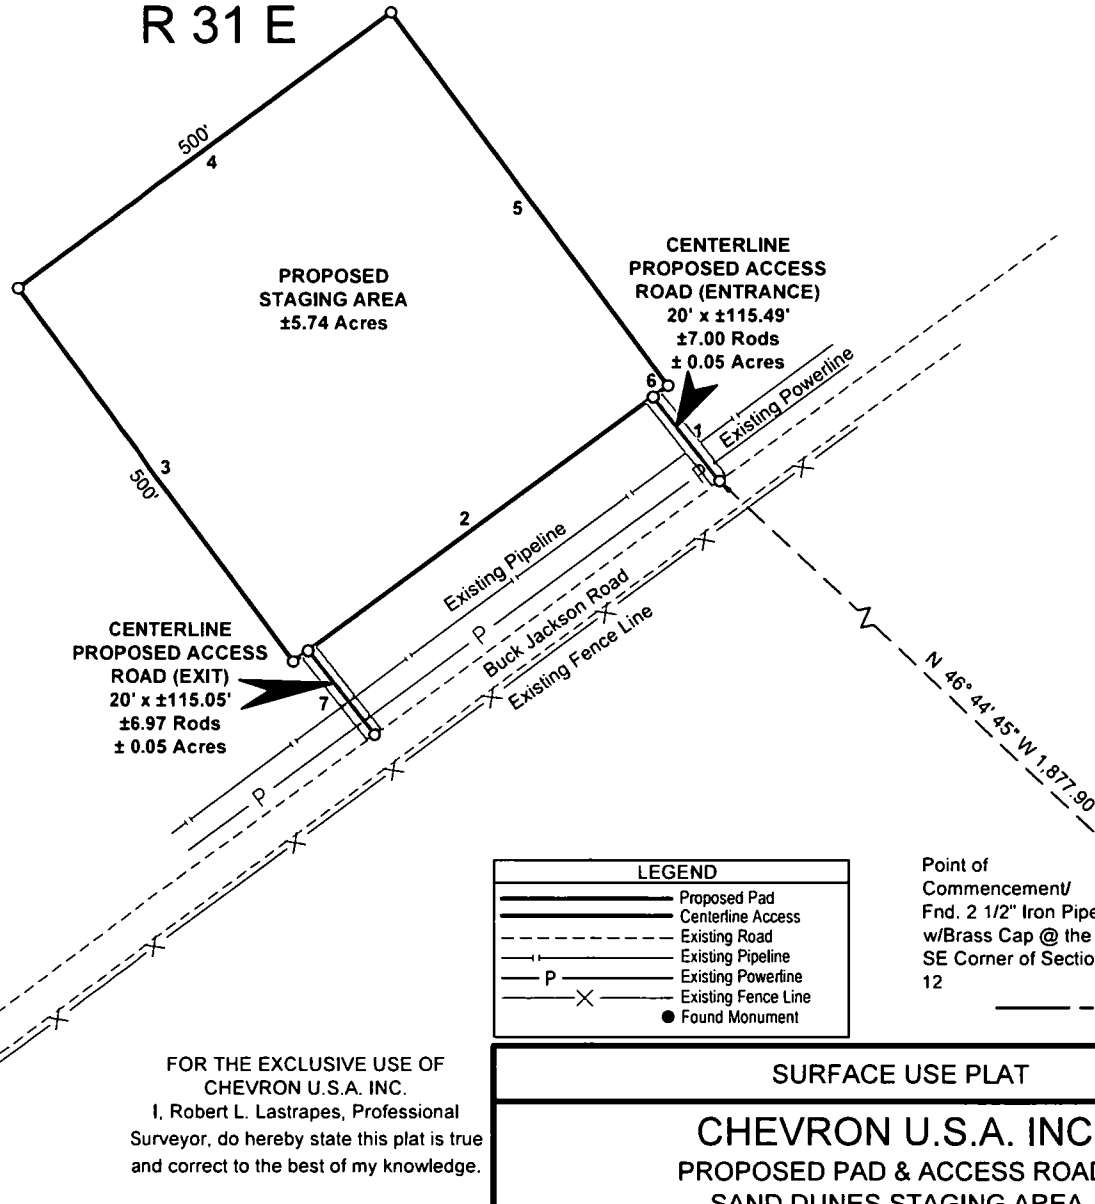 R 31 E
500'
4
5
PROPOSED
STAGING AREA
±5.74 Acres
CENTERLINE
PROPOSED ACCESS
ROAD (ENTRANCE)
20' x ±115.49'
±7.00 Rods
± 0.05 Acres
6
1
Existing Powerline
P
3
500'
2
Existing Pipeline
P
Buck Jackson Road
Existing Fence Line
CENTERLINE
PROPOSED ACCESS
ROAD (EXIT)
20' x ±115.05'
±6.97 Rods
± 0.05 Acres
7
P
N 46° 44' 45" W 1,877.90
LEGEND
Proposed Pad
Centerline Access
Existing Road
Existing Pipeline
P Existing Powerline
Existing Fence Line
Found Monument
Point of
Commencement/
Fnd. 2 1/2" Iron Pipe
w/Brass Cap @ the
SE Corner of Sectio
12
FOR THE EXCLUSIVE USE OF
CHEVRON U.S.A. INC.
I, Robert L. Lastrapes, Professional
Surveyor, do hereby state this plat is true
and correct to the best of my knowledge.
SURFACE USE PLAT
CHEVRON U.S.A. INC
PROPOSED PAD & ACCESS ROAD
SAND DUNES STAGING AREA